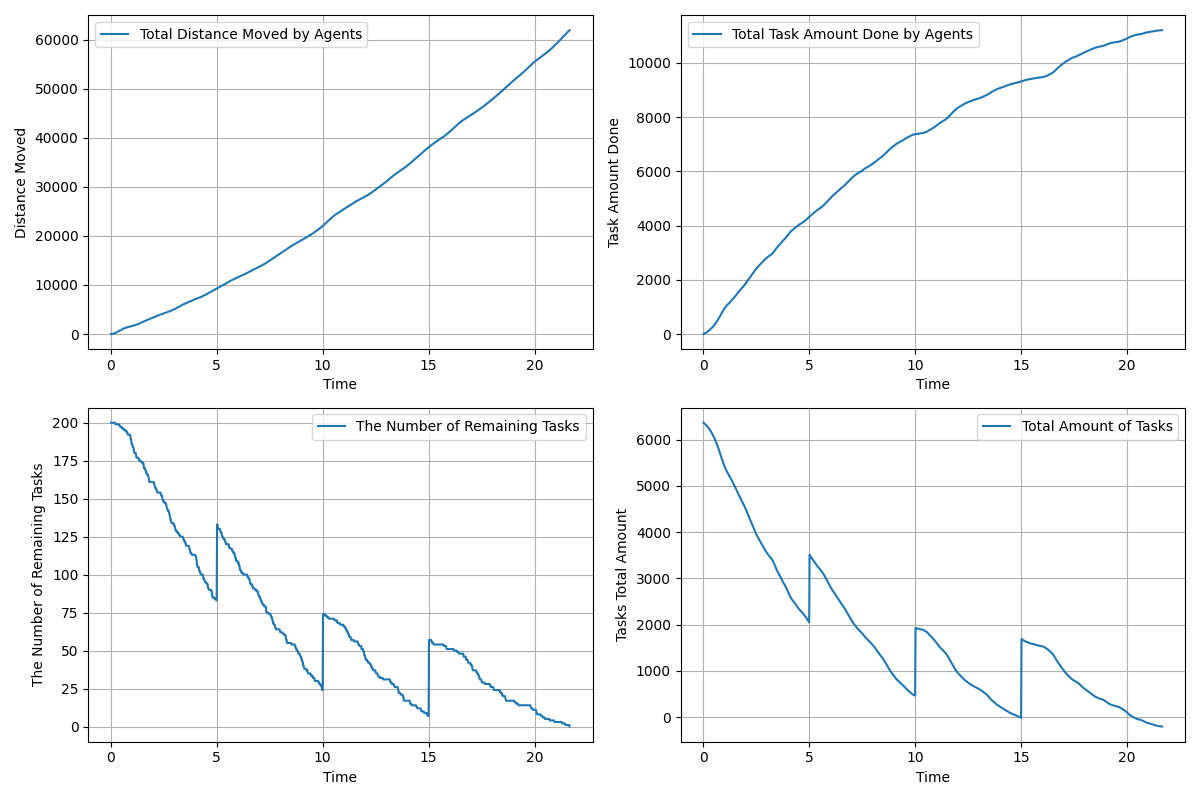 Total Distance Moved by Agents
Distance Moved
60000
50000
40000
30000
20000
10000
0
0 5 10 15 20
Time
Total Task Amount Done by Agents
Task Amount Done
10000
8000
6000
4000
2000
0
0 5 10 15 20
Time
The Number of Remaining Tasks
The Number of Remaining Tasks
200
175
150
125
100
75
50
25
0
0 5 10 15 20
Time
Total Amount of Tasks
Tasks Total Amount
6000
5000
4000
3000
2000
1000
0
0 5 10 15 20
Time